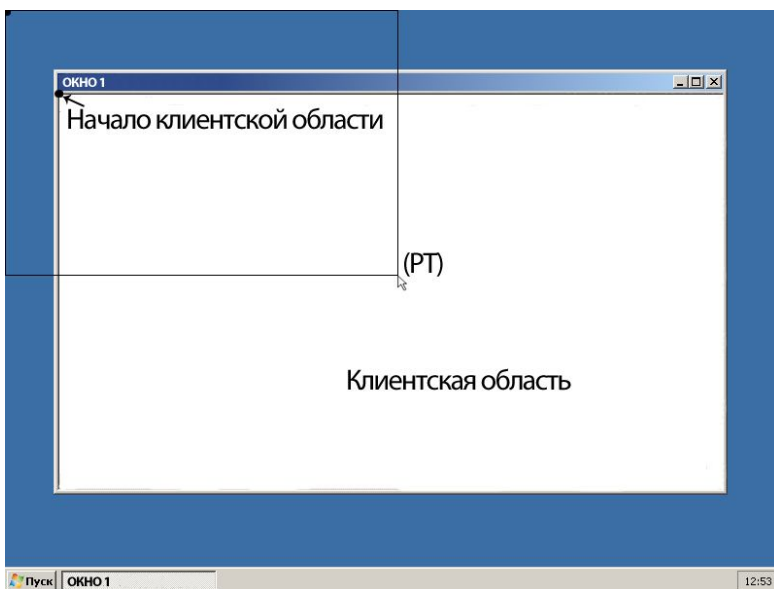 ОКНО 1
Начало клиентской области
(PT)
Клиентская область
Пуск
ОКНО 1
12:53